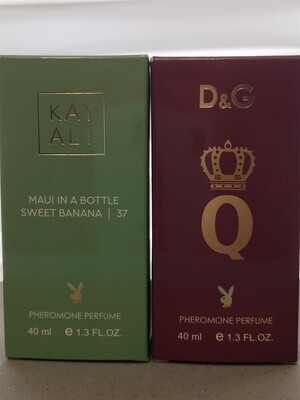 KAY
ALI
MAUI IN A BOTTLE
SWEET BANANA | 37
PHEROMONE PERFUME
40 ml e 1.3 FL.OZ.
D&G
Q
PHEROMONE PERFUME
40 ml e 1.3 FL.OZ.